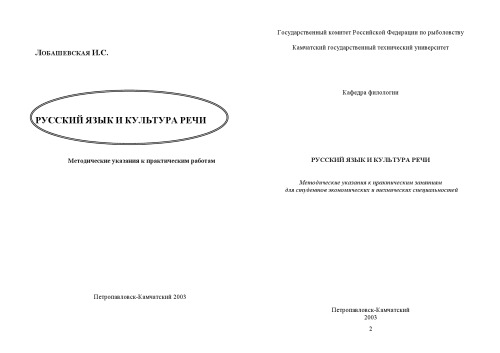 ЛОБАШЕВСКАЯ И.С.
РУССКИЙ ЯЗЫК И КУЛЬТУРА РЕЧИ
Методические указания к практическим работам
Петропавловск-Камчатский 2003
Государственный комитет Российской Федерации по рыболовству
Камчатский государственный технический университет
Кафедра филологии
РУССКИЙ ЯЗЫК И КУЛЬТУРА РЕЧИ
Методические указания к практическим занятиям
для студентов экономических и технических специальностей
Петропавловск-Камчатский
2003
2